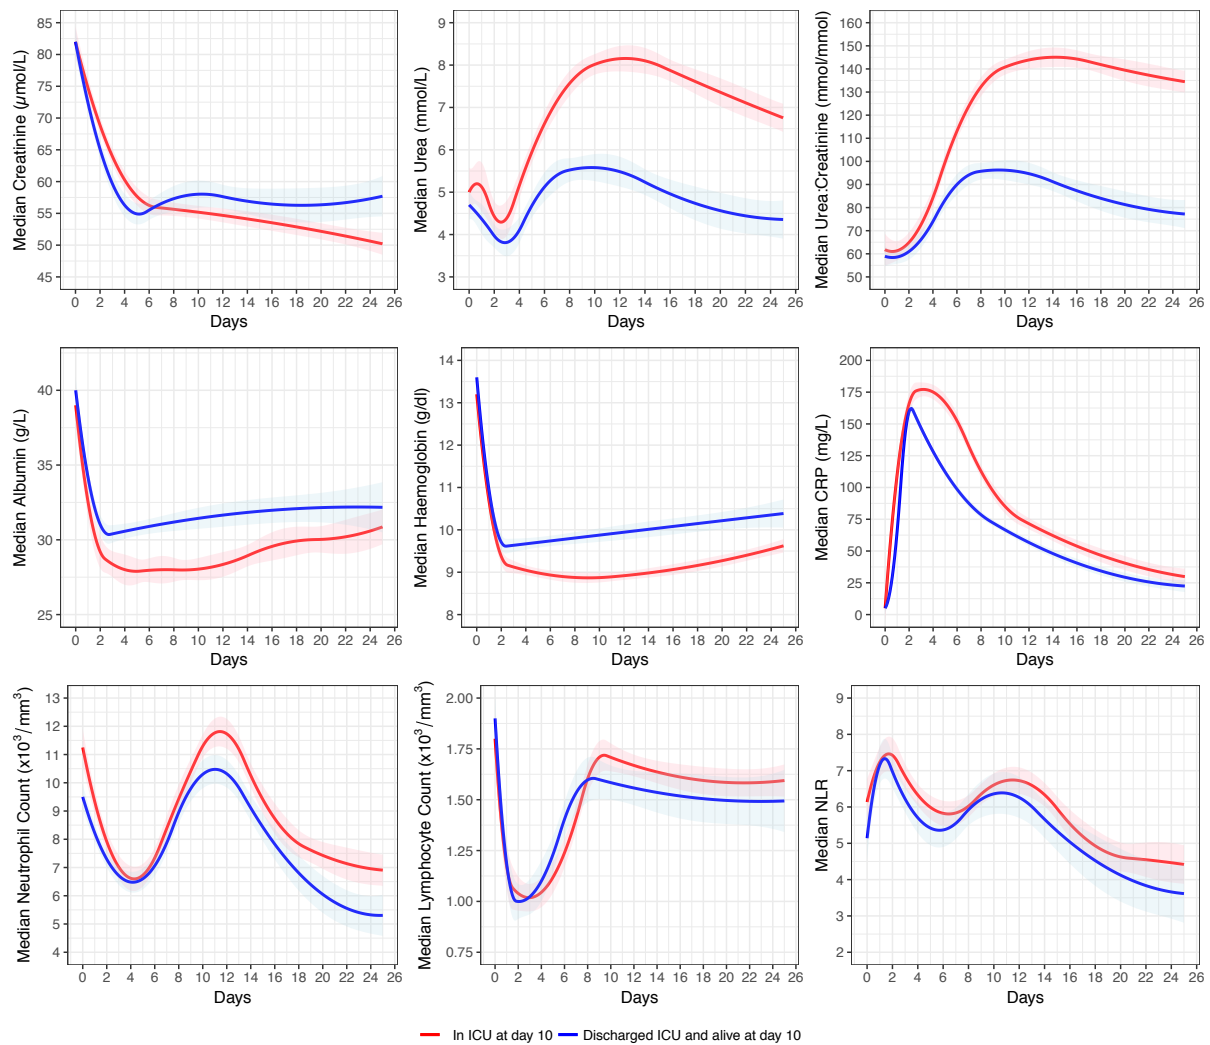 Median Creatinine (μmol/L)
85
80
75
70
65
60
55
50
45
0 2 4 6 8 10 12 14 16 18 20 22 24 26
Days
Median Urea (mmol/L)
9
8
7
6
5
4
3
0 2 4 6 8 10 12 14 16 18 20 22 24 26
Days
Median Urea:Creatinine (mmol/mmol)
160
150
140
130
120
110
100
90
80
70
60
50
0 2 4 6 8 10 12 14 16 18 20 22 24 26
Days
Median Albumin (g/L)
40
35
30
25
0 2 4 6 8 10 12 14 16 18 20 22 24 26
Days
Median Haemoglobin (g/dl)
14
13
12
11
10
9
8
0 2 4 6 8 10 12 14 16 18 20 22 24 26
Days
Median CRP (mg/L)
200
175
150
125
100
75
50
25
0
0 2 4 6 8 10 12 14 16 18 20 22 24 26
Days
Median Neutrophil Count (x10³/mm³)
13
12
11
10
9
8
7
6
5
4
0 2 4 6 8 10 12 14 16 18 20 22 24 26
Days
Median Lymphocyte Count (x10³/mm³)
2.00
1.75
1.50
1.25
1.00
0.75
0 2 4 6 8 10 12 14 16 18 20 22 24 26
Days
Median NLR
9
8
7
6
5
4
3
2
0 2 4 6 8 10 12 14 16 18 20 22 24 26
Days
In ICU at day 10 Discharged ICU and alive at day 10